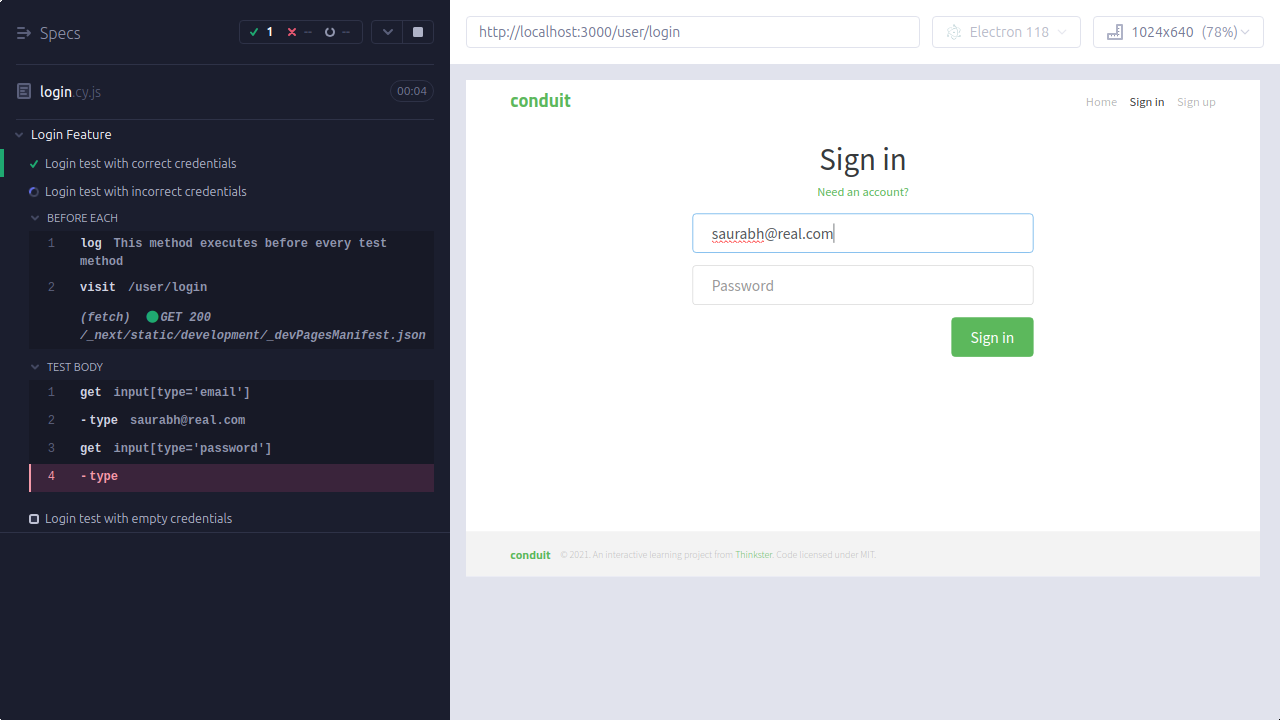 Specs
1 -- --
login.cy.js
00:04
Login Feature
Login test with correct credentials
Login test with incorrect credentials
BEFORE EACH
1 log This method executes before every test
method
2 visit /user/login
(fetch) GET 200
/_next/static/development/_devPagesManifest.json
TEST BODY
1 get input[type='email']
2 -type saurabh@real.com
3 get input[type='password']
4 -type
Login test with empty credentials
http://localhost:3000/user/login
Electron 118
1024x640 (78%)
conduit
Home Sign in Sign up
Sign in
Need an account?
saurabh@real.com
Password
Sign in
conduit © 2021. An interactive learning project from Thinkster. Code licensed under MIT.